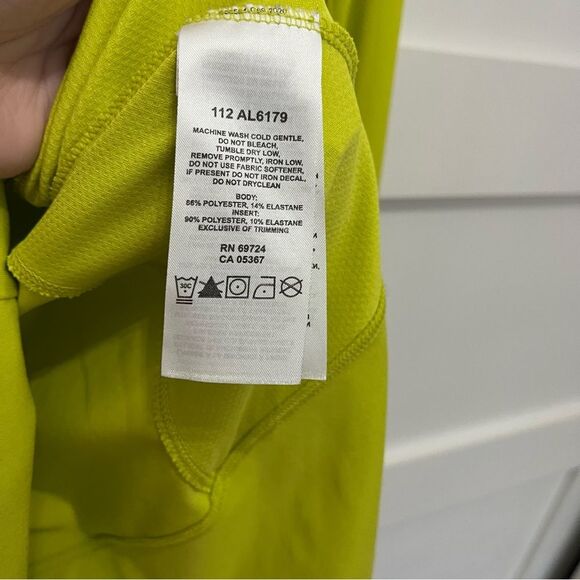 112 AL6179
MACHINE WASH COLD GENTLE,
DO NOT BLEACH,
TUMBLE DRY LOW,
REMOVE PROMPTLY, IRON LOW,
DO NOT USE FABRIC SOFTENER,
IF PRESENT DO NOT IRON DECAL,
DO NOT DRYCLEAN
BODY:
86% POLYESTER, 14% ELASTANE
INSERT:
90% POLYESTER, 10% ELASTANE
EXCLUSIVE OF TRIMMING
RN 69724
CA 05367
30C